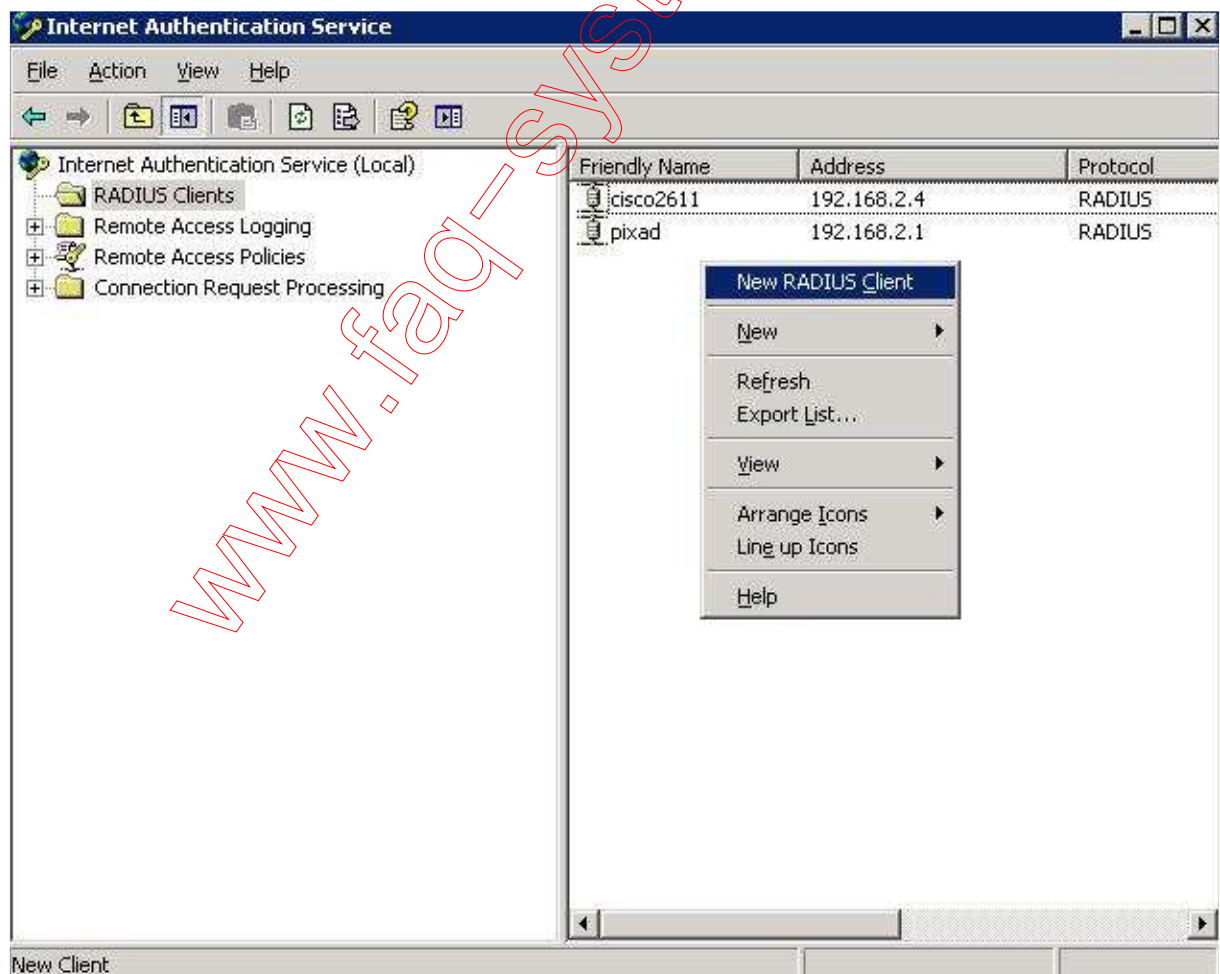 Internet Authentication Service
File Action View Help
Internet Authentication Service (Local)
RADIUS Clients
Remote Access Logging
Remote Access Policies
Connection Request Processing
Friendly Name Address Protocol
cisco2611 192.168.2.4 RADIUS
pixad 192.168.2.1 RADIUS
New RADIUS Client
New
Refresh
Export List...
View
Arrange Icons
Line up Icons
Help
New Client
www.faq-syst